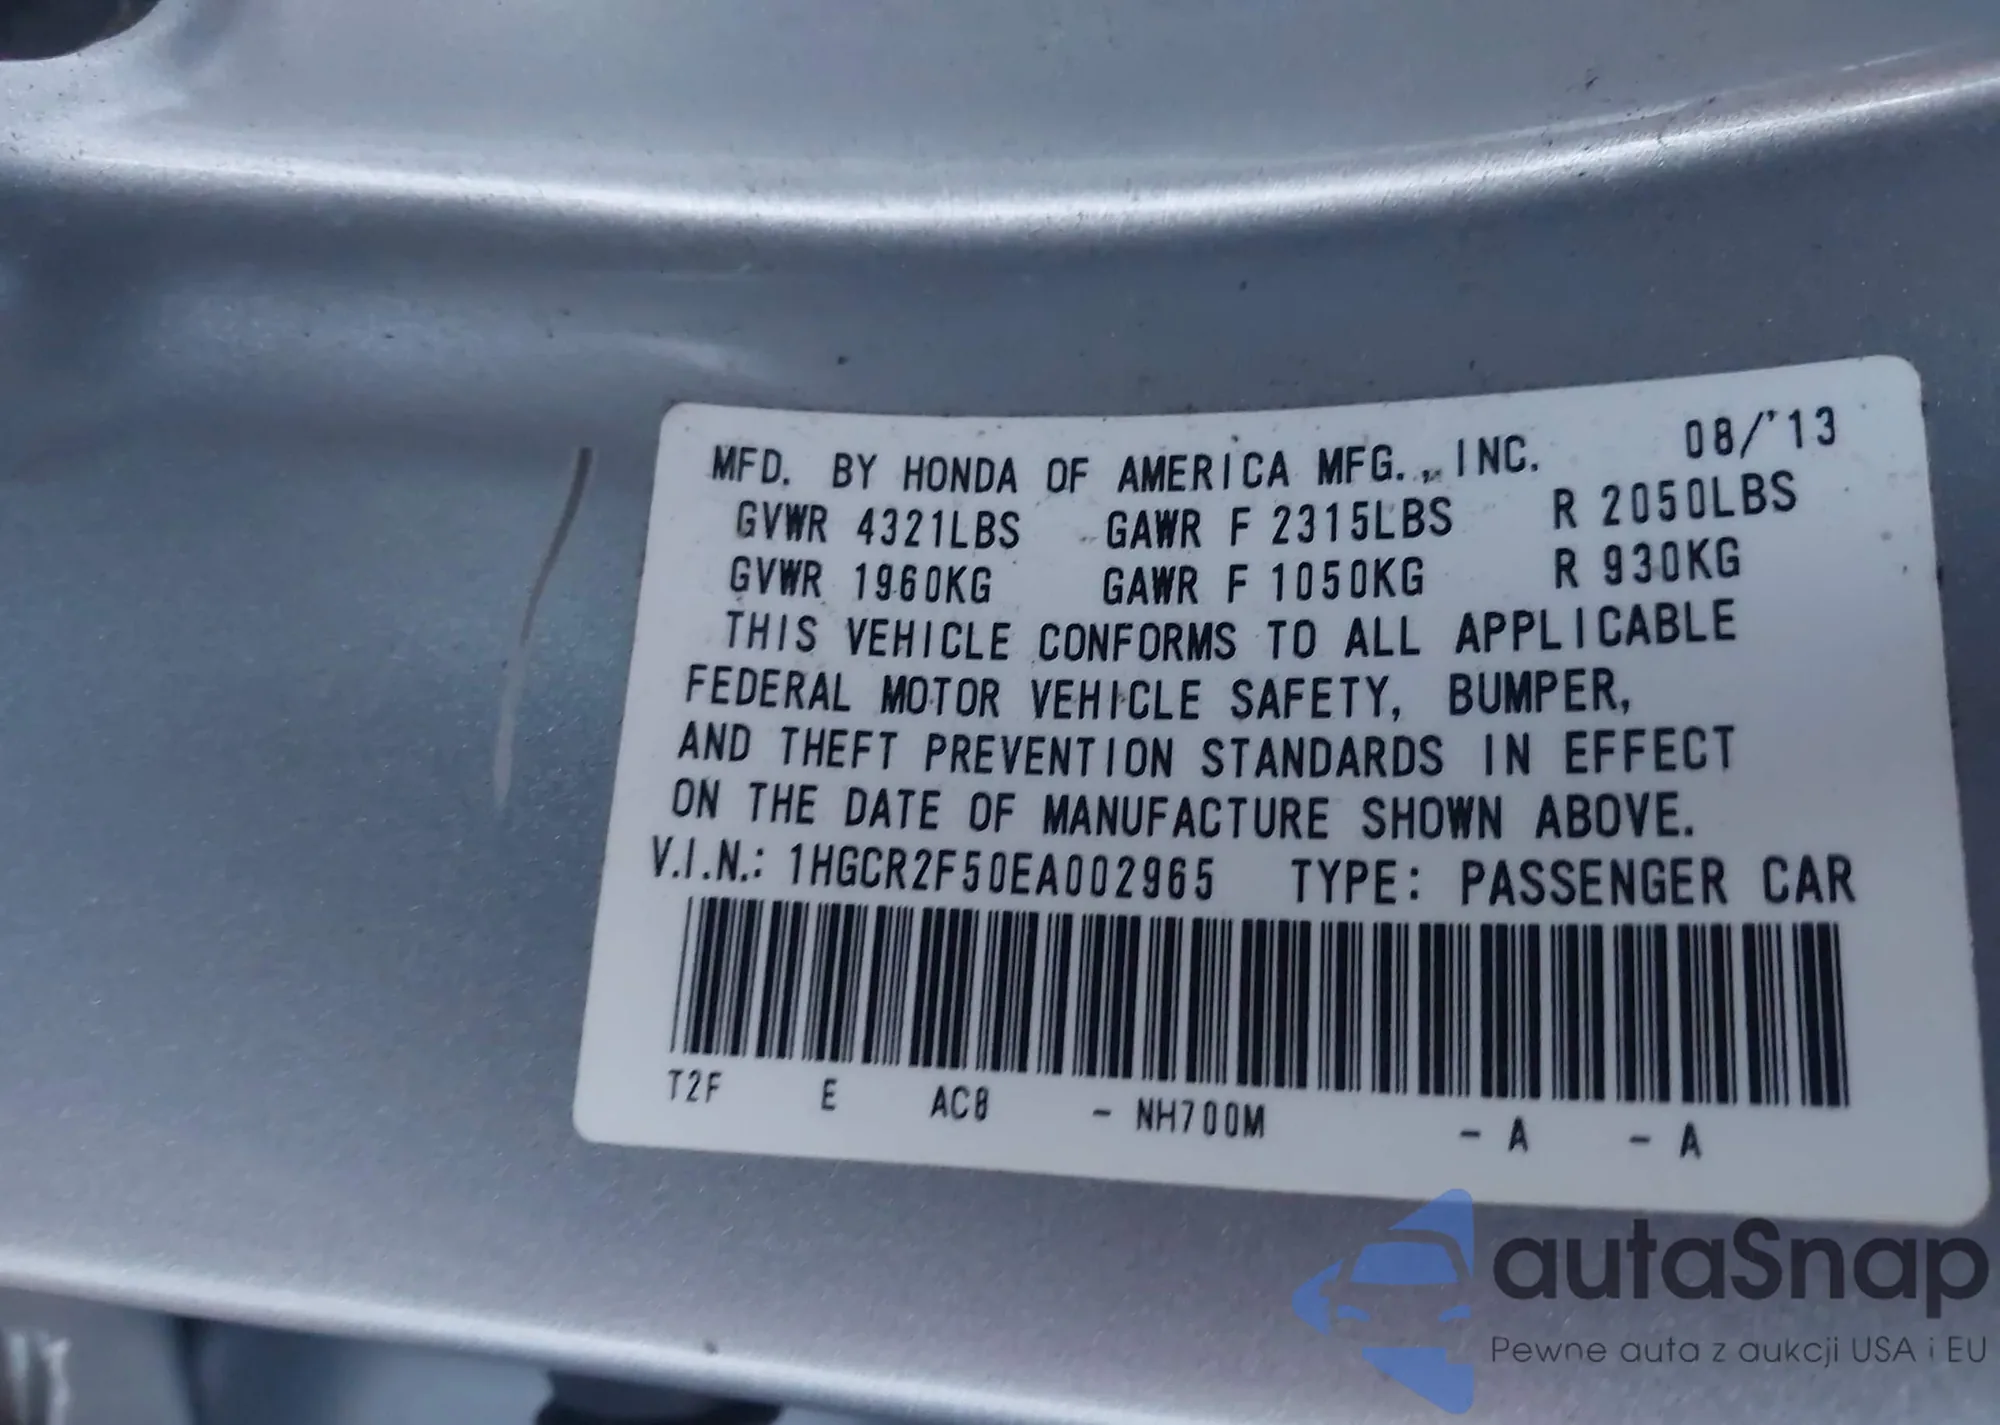 MFD. BY HONDA OF AMERICA MFG., INC. 08/'13
GVWR 4321LBS GAWR F 2315LBS R 2050LBS
GVWR 1960KG GAWR F 1050KG R 930KG
THIS VEHICLE CONFORMS TO ALL APPLICABLE
FEDERAL MOTOR VEHICLE SAFETY, BUMPER,
AND THEFT PREVENTION STANDARDS IN EFFECT
ON THE DATE OF MANUFACTURE SHOWN ABOVE.
V.I.N.: 1HGCR2F50EA002965 TYPE: PASSENGER CAR
T2F E AC8 - NH700M - A - A
autaSnap
Pewne auta z aukcji USA i EU